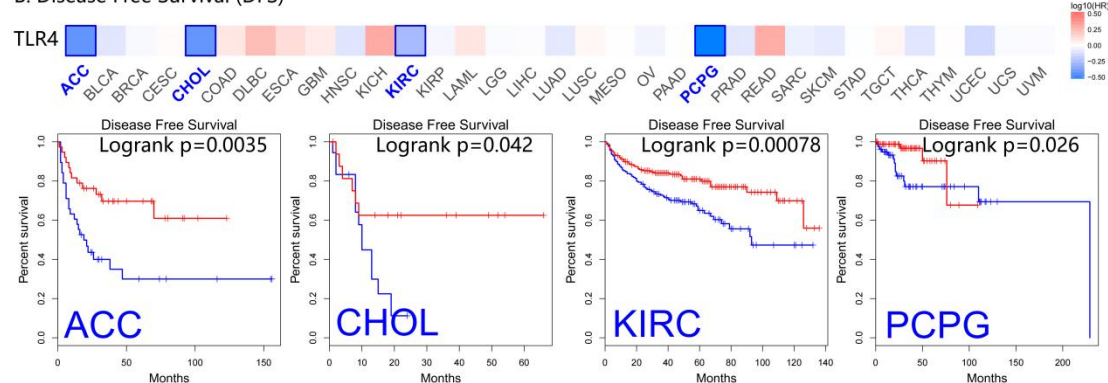 B. Disease Free Survival (DFS)
log10(HR)
TLR4
0.50
0.25
0.00
-0.25
-0.50
ACC BLCA BRCA CESC CHOL COAD DLBC ESCA GBM HNSC KICH KIRC KIRP LAML LGG LIHC LUAD LUSC MESO OV PAAD PCPG PRAD READ SARC SKCM STAD TGCT THCA THYM UCEC UCS UVM
Disease Free Survival
Logrank p=0.0035
Percent survival
1.0
0.8
0.6
0.4
0.2
0.0
ACC
0 50 100 150
Months
Disease Free Survival
Logrank p=0.042
Percent survival
1.0
0.8
0.6
0.4
0.2
0.0
CHOL
0 10 20 30 40 50 60
Months
Disease Free Survival
Logrank p=0.00078
Percent survival
1.0
0.8
0.6
0.4
0.2
0.0
KIRC
0 20 40 60 80 100 120 140
Months
Disease Free Survival
Logrank p=0.026
Percent survival
1.0
0.8
0.6
0.4
0.2
0.0
PCPG
0 50 100 150 200
Months